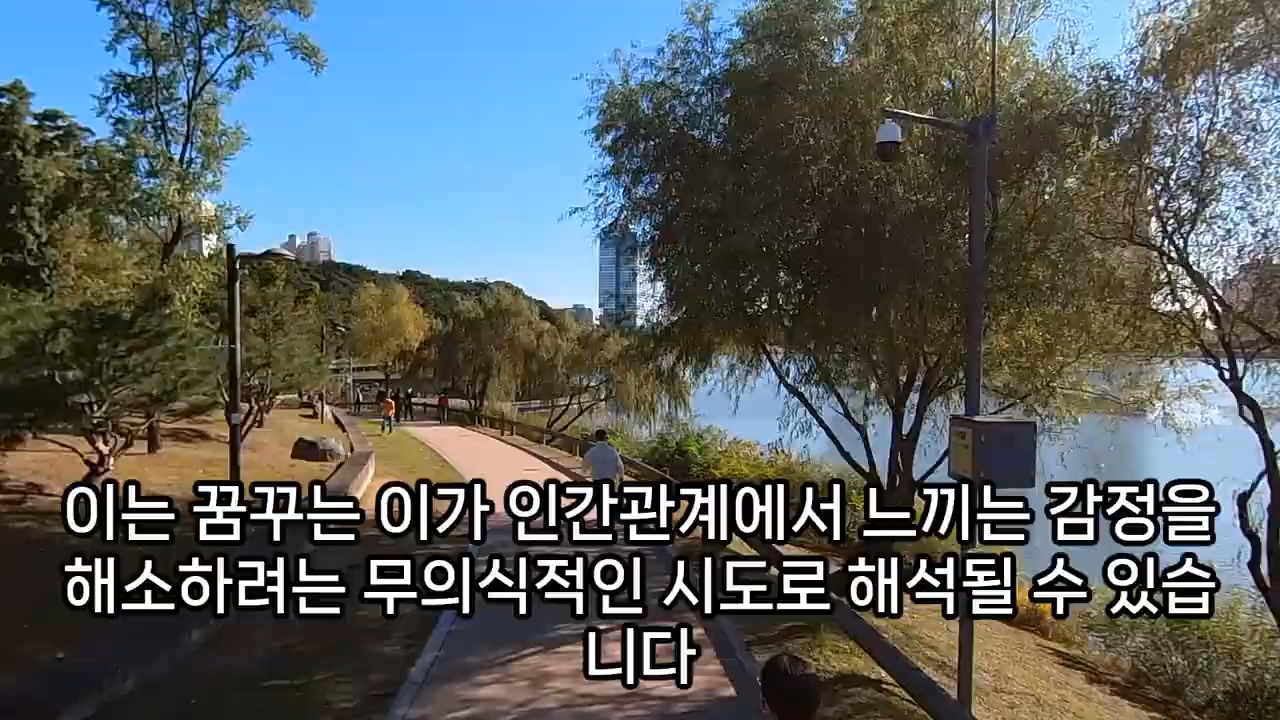 이는 꿈꾸는 이가 인간관계에서 느끼는 감정을
해소하려는 무의식적인 시도로 해석될 수 있습
니다